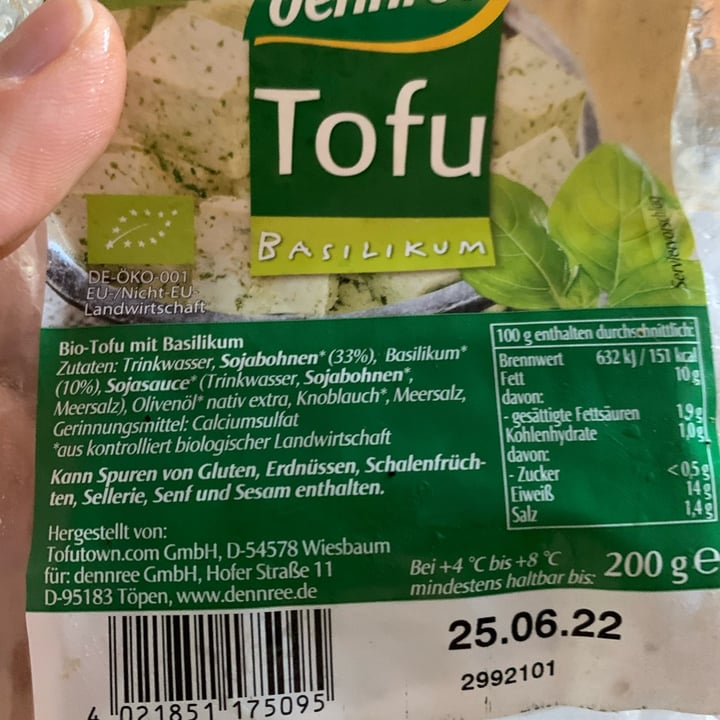 dennree
Tofu
BASILIKUM
Serviervorschlag
DE-ÖKO-001
EU-/Nicht-EU-
Landwirtschaft
Bio-Tofu mit Basilikum
Zutaten: Trinkwasser, Sojabohnen* (33%), Basilikum*
(10%), Sojasauce* (Trinkwasser, Sojabohnen*,
Meersalz), Olivenöl* nativ extra, Knoblauch*, Meersalz,
Gerinnungsmittel: Calciumsulfat
*aus kontrolliert biologischer Landwirtschaft
Kann Spuren von Gluten, Erdnüssen, Schalenfrüch-
ten, Sellerie, Senf und Sesam enthalten.
Hergestellt von:
Tofutown.com GmbH, D-54578 Wiesbaum
für: dennree GmbH, Hofer Straße 11
D-95183 Töpen, www.dennree.de
100 g enthalten durchschnittlich:
Brennwert 632 kJ / 151 kcal
Fett 10 g
davon:
- gesättigte Fettsäuren 1,9 g
Kohlenhydrate 1,0 g
davon:
- Zucker <0,5 g
Eiweiß 14 g
Salz 1,4 g
Bei +4 °C bis +8 °C
mindestens haltbar bis:
200 g e
25.06.22
2992101
4 021851 175095